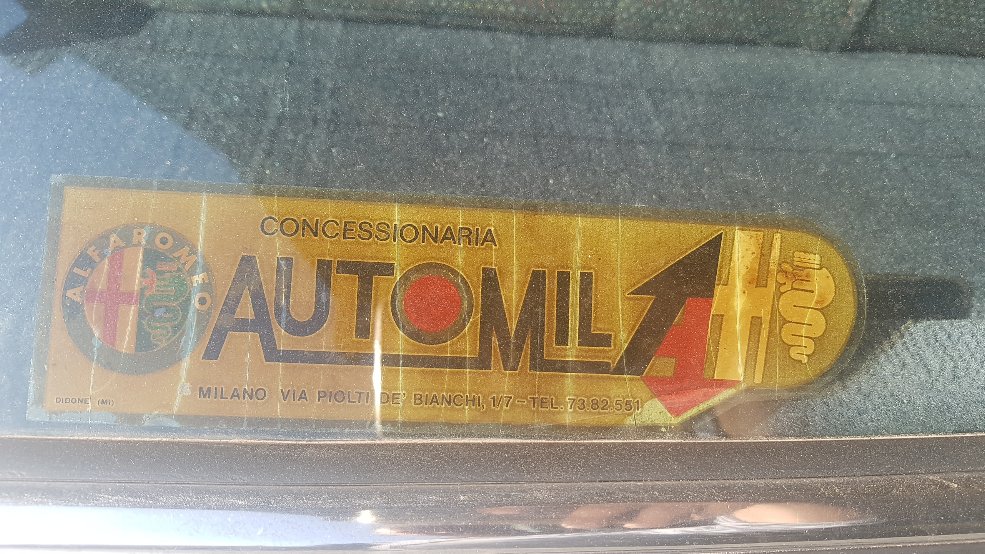 ALFA ROMEO
CONCESSIONARIA
AUTOMIL
MILANO VIA PIOLTI DE' BIANCHI, 1/7 - TEL. 73.82.551
DIDONE (MI)